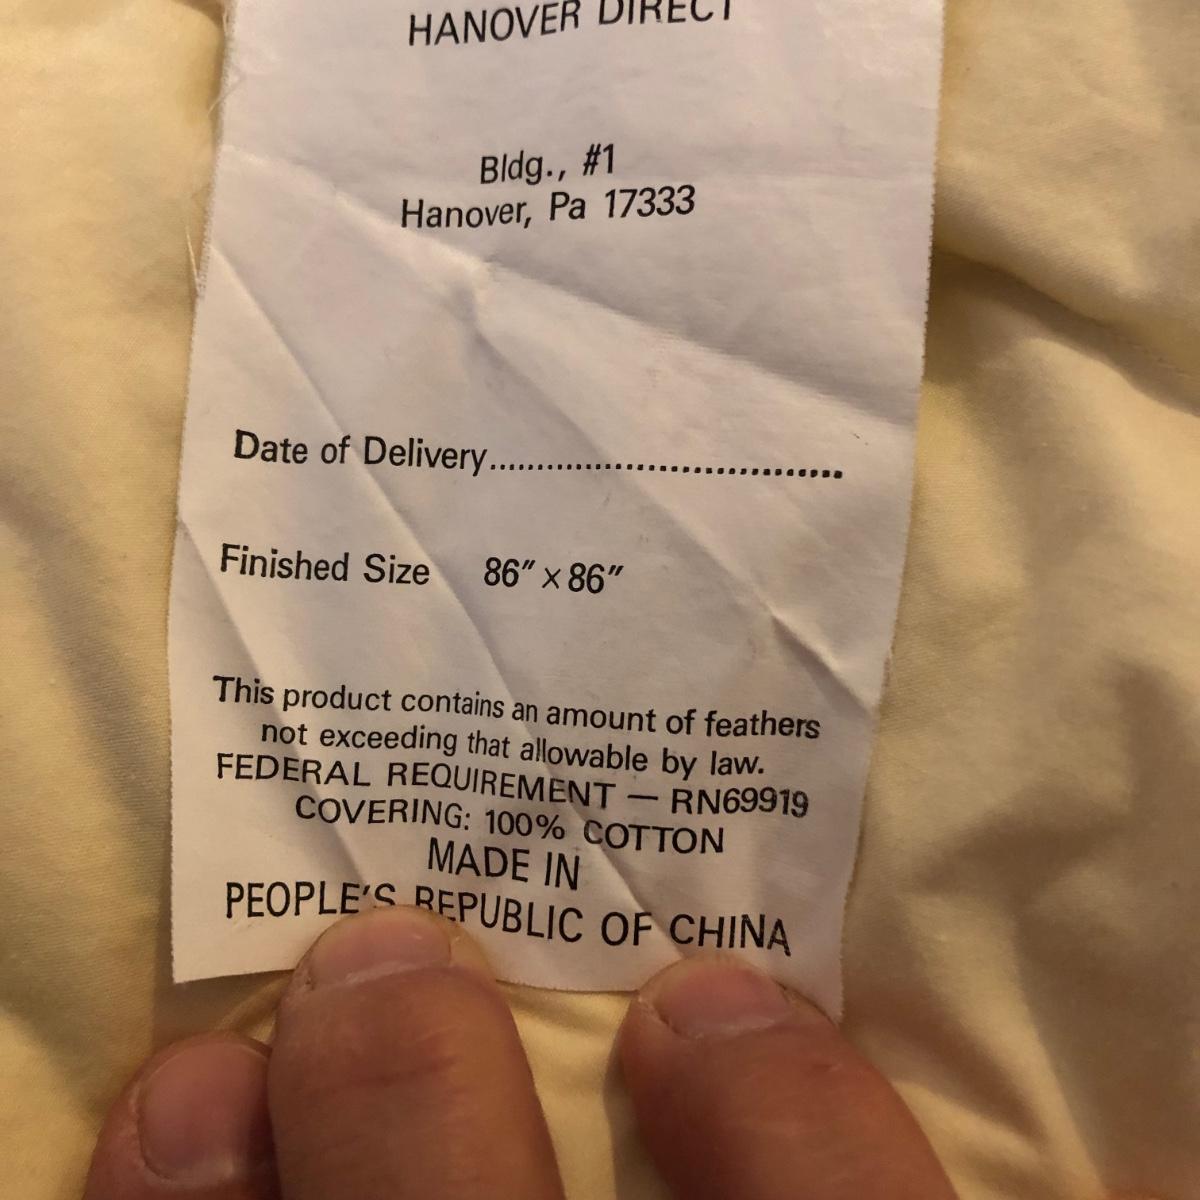 HANOVER DIRECT
Bldg., #1
Hanover, Pa 17333
Date of Delivery....................................
Finished Size 86" x 86"
This product contains an amount of feathers
not exceeding that allowable by law.
FEDERAL REQUIREMENT — RN69919
COVERING: 100% COTTON
MADE IN
PEOPLE'S REPUBLIC OF CHINA